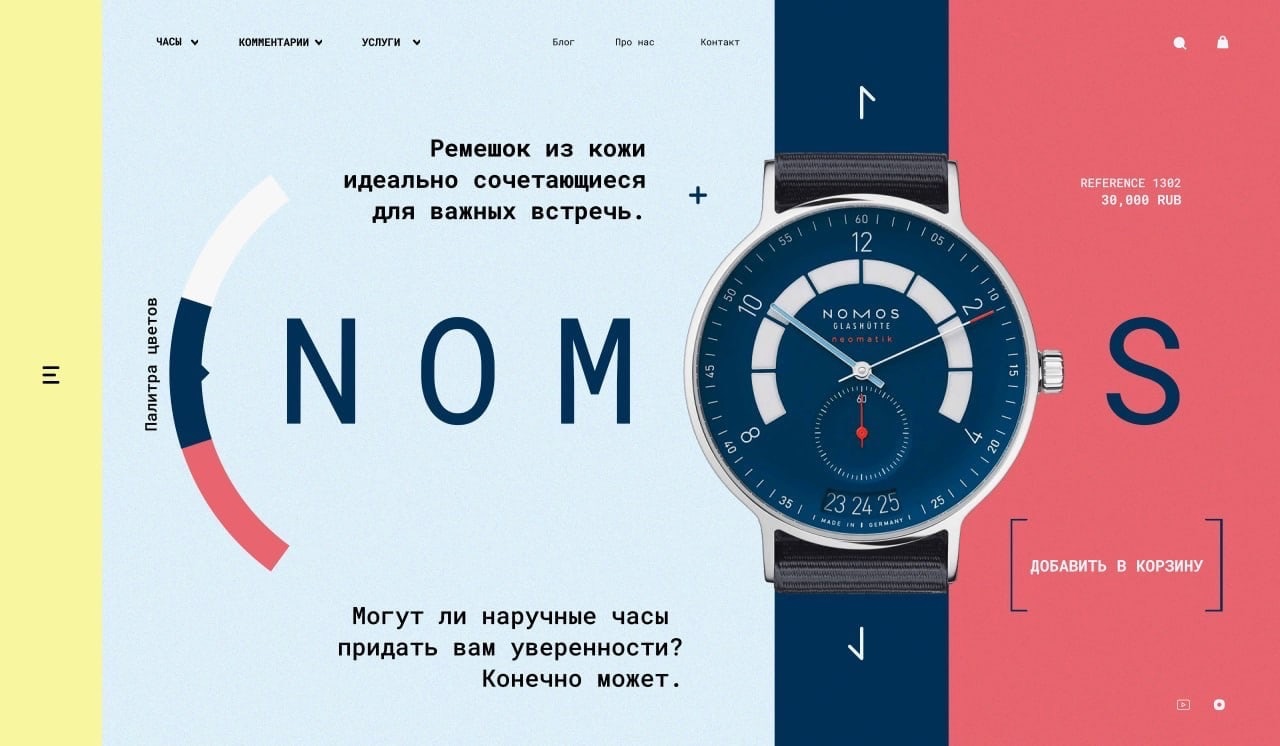 ЧАСЫ
КОММЕНТАРИИ
УСЛУГИ
Блог
Про нас
Контакт
Ремешок из кожи
идеально сочетающиеся
для важных встречь.
+
REFERENCE 1302
30,000 RUB
Палитра цветов
N O M S
60
05
10
15
20
25
35
40
45
50
55
12
2
4
8
10
NOMOS
GLASHÜTTE
neomatik
60
23 24 25
MADE IN GERMANY
ДОБАВИТЬ В КОРЗИНУ
Могут ли наручные часы
придать вам уверенности?
Конечно может.